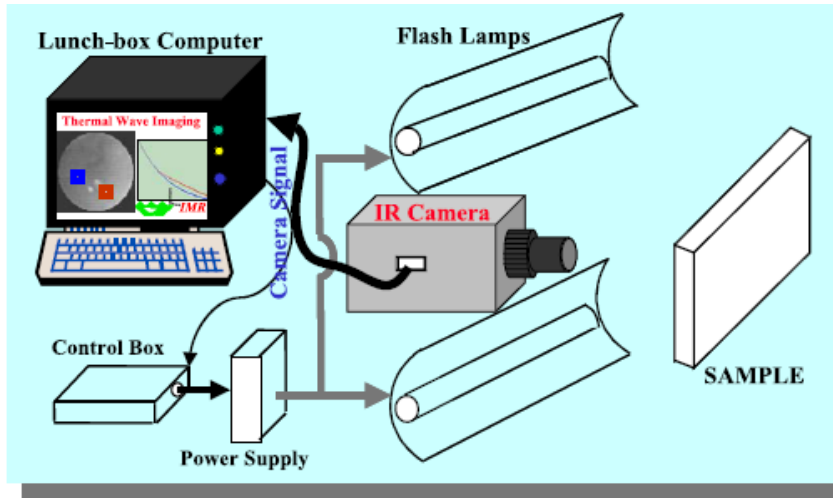 Lunch-box Computer
Flash Lamps
Thermal Wave Imaging
IMR
Camera Signal
IR Camera
Control Box
Power Supply
SAMPLE